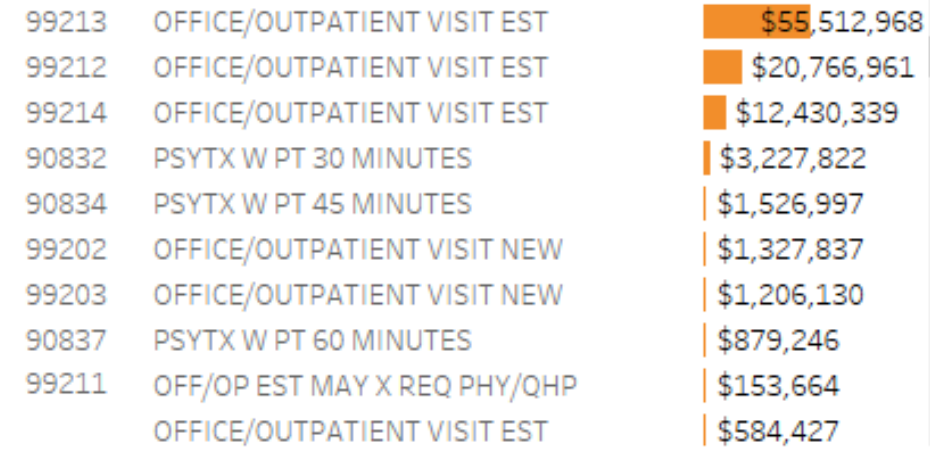 99213 OFFICE/OUTPATIENT VISIT EST $55,512,968
99212 OFFICE/OUTPATIENT VISIT EST $20,766,961
99214 OFFICE/OUTPATIENT VISIT EST $12,430,339
90832 PSYTX W PT 30 MINUTES $3,227,822
90834 PSYTX W PT 45 MINUTES $1,526,997
99202 OFFICE/OUTPATIENT VISIT NEW $1,327,837
99203 OFFICE/OUTPATIENT VISIT NEW $1,206,130
90837 PSYTX W PT 60 MINUTES $879,246
99211 OFF/OP EST MAY X REQ PHY/QHP $153,664
OFFICE/OUTPATIENT VISIT EST $584,427